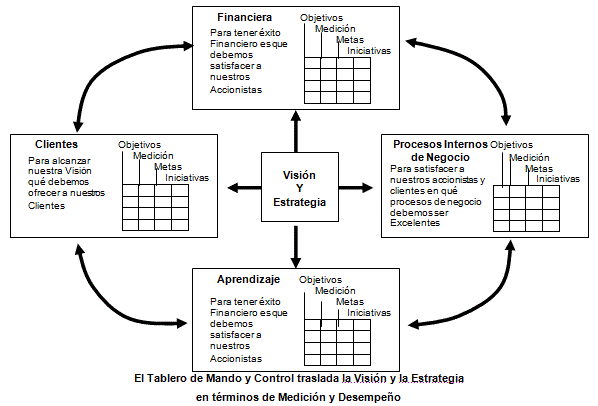 Financiera
Objetivos
Medición
Metas
Iniciativas
Para tener éxito
Financiero es que
debemos
satisfacer a
nuestros
Accionistas
Clientes
Objetivos
Medición
Metas
Iniciativas
Para alcanzar
nuestra Visión
qué debemos
ofrecer a nuestros
Clientes
Visión
Y
Estrategia
Procesos Internos
de Negocio
Objetivos
Medición
Metas
Iniciativas
Para satisfacer a
nuestros accionistas y
clientes en qué
procesos de negocio
debemos ser
Excelentes
Aprendizaje
Objetivos
Medición
Metas
Iniciativas
Para tener éxito
Financiero es que
debemos
satisfacer a
nuestros
Accionistas
El Tablero de Mando y Control traslada la Visión y la Estrategia
en términos de Medición y Desempeño